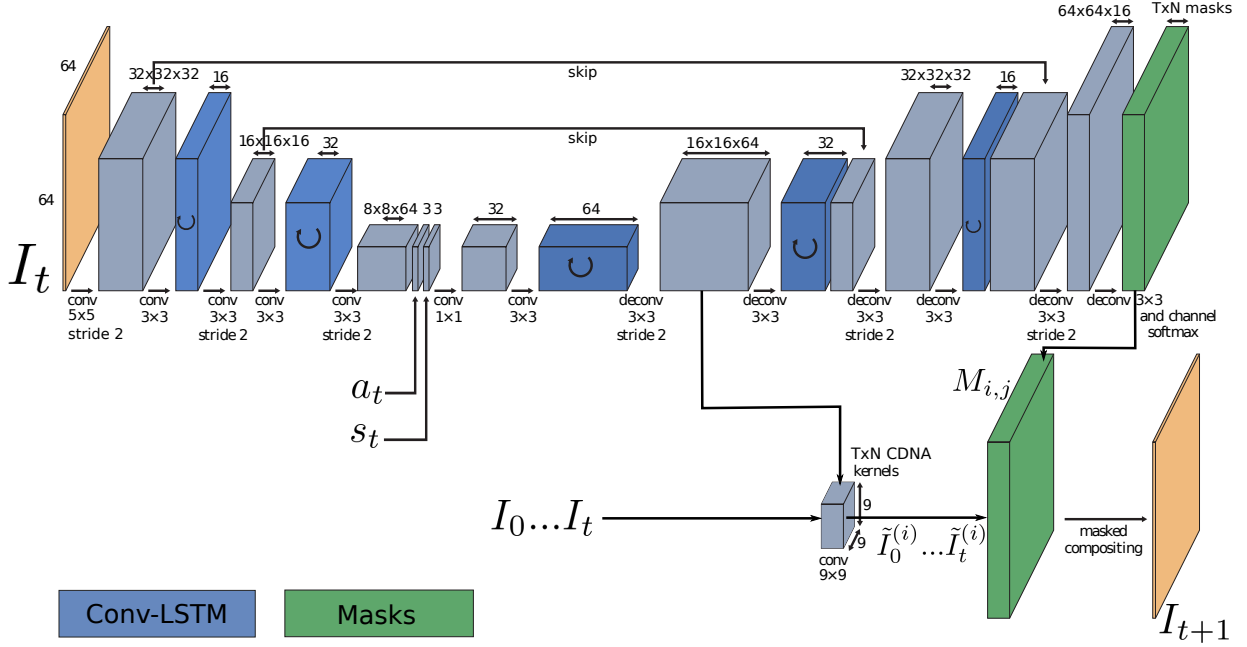 64x64x16
TxN masks
64
32x32x32
16
skip
32x32x32
16
16x16x16
32
skip
16x16x64
32
64
8x8x64
3
3
32
64
I_t
conv
5×5
stride 2
conv
3×3
conv
3×3
stride 2
conv
3×3
conv
3×3
stride 2
conv
1×1
conv
3×3
deconv
3×3
stride 2
deconv
3×3
deconv
3×3
stride 2
deconv
3×3
deconv
3×3
stride 2
deconv
3×3
and channel
softmax
a_t
s_t
M_{i,j}
TxN CDNA
kernels
9
9
I_0...I_t
conv
9×9
Ĩ_0^{(i)}...Ĩ_t^{(i)}
masked
compositing
I_{t+1}
Conv-LSTM
Masks